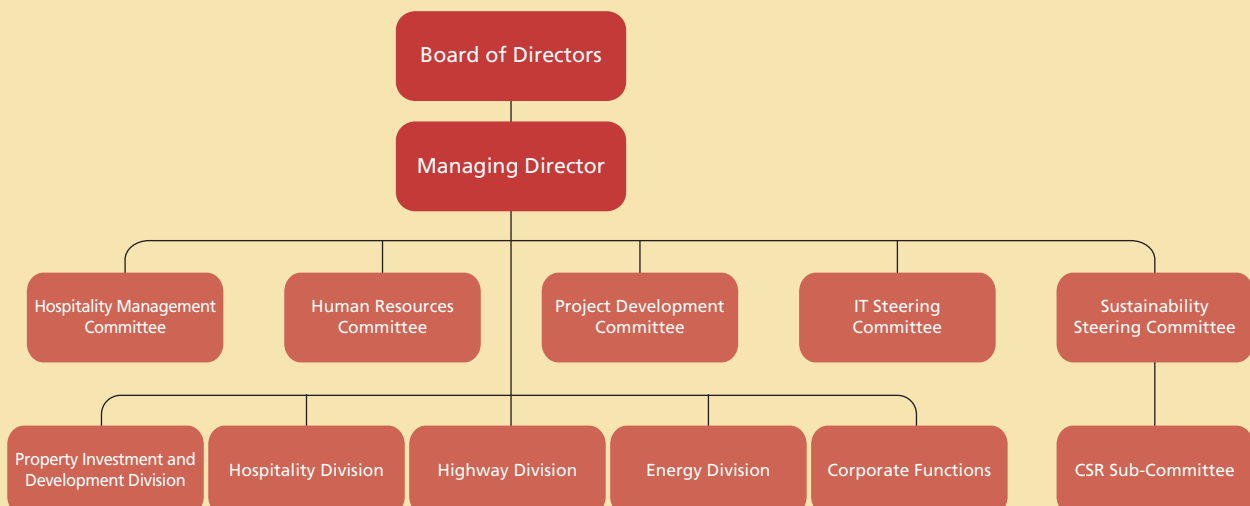 Board of Directors
Managing Director
Hospitality Management
Committee
Human Resources
Committee
Project Development
Committee
IT Steering
Committee
Sustainability
Steering Committee
Property Investment and
Development Division
Hospitality Division
Highway Division
Energy Division
Corporate Functions
CSR Sub-Committee